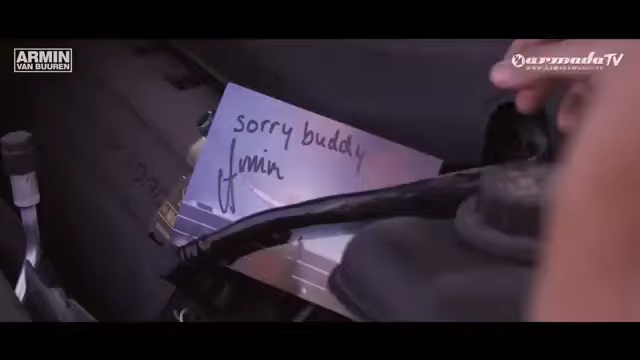 ARMIN
VAN BUUREN
armadaTV
sorry buddy
Armin